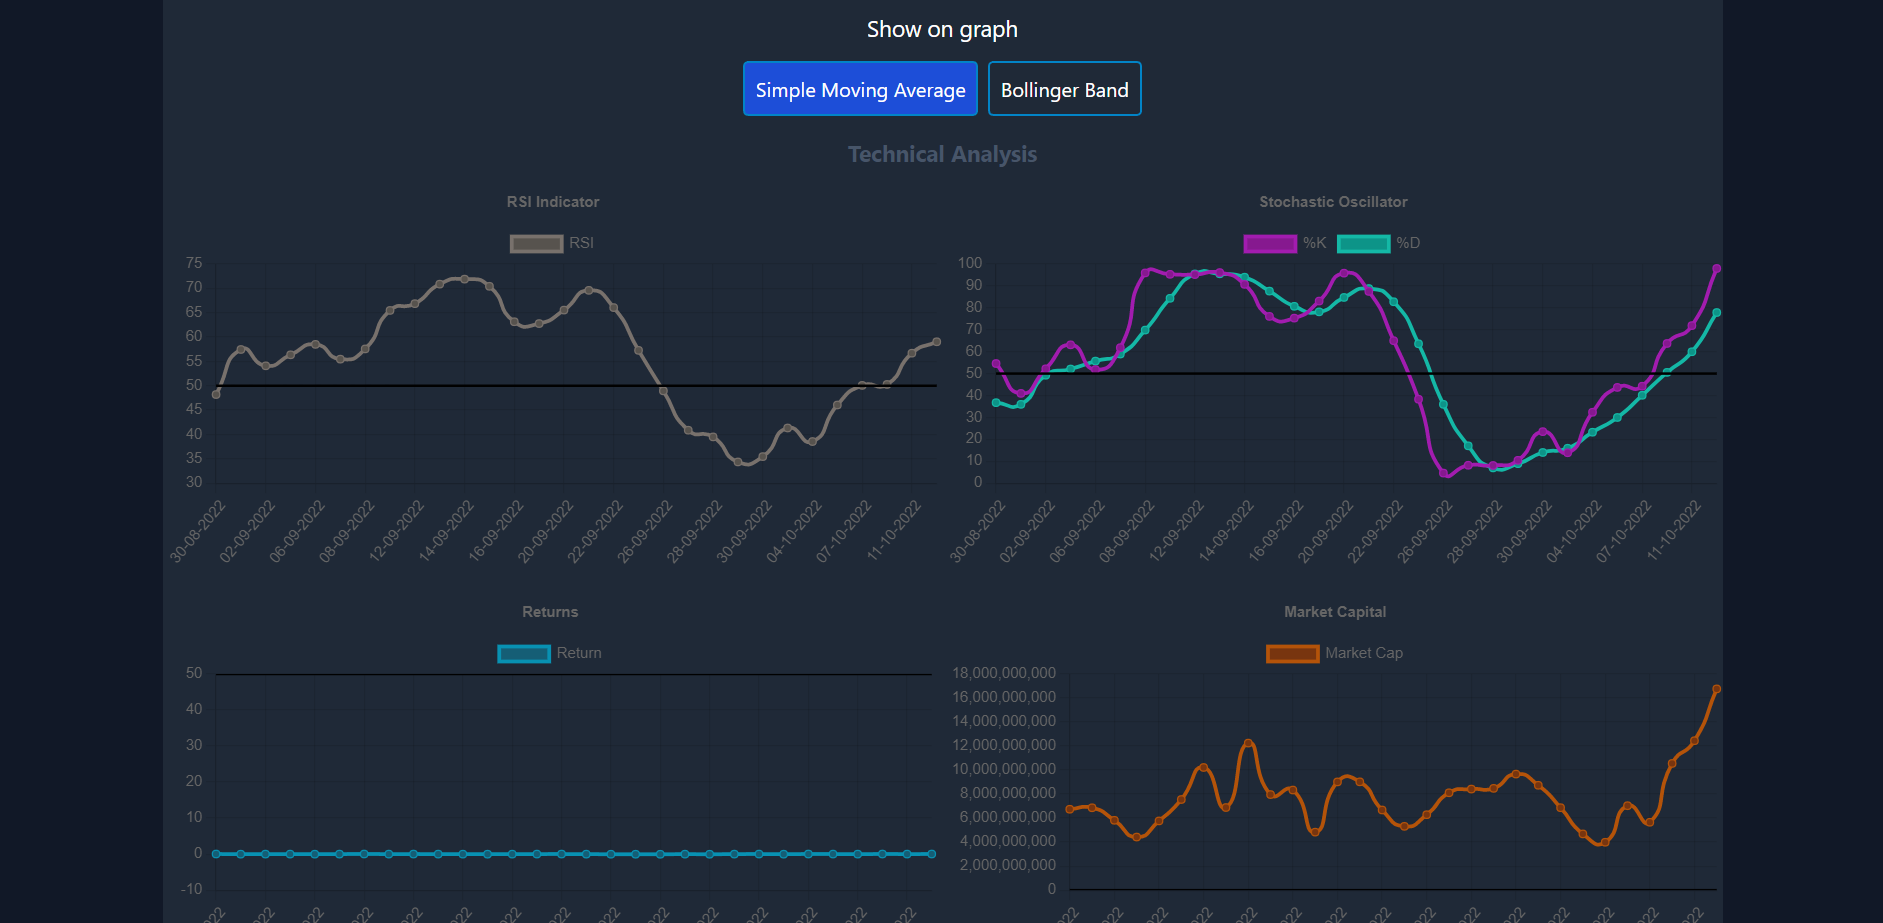 Show on graph
Simple Moving Average Bollinger Band
Technical Analysis
RSI Indicator
RSI
75
70
65
60
55
50
45
40
35
30
30-08-2022 02-09-2022 06-09-2022 08-09-2022 12-09-2022 14-09-2022 16-09-2022 20-09-2022 22-09-2022 26-09-2022 28-09-2022 30-09-2022 04-10-2022 07-10-2022 11-10-2022
Stochastic Oscillator
%K %D
100
90
80
70
60
50
40
30
20
10
0
30-08-2022 02-09-2022 06-09-2022 08-09-2022 12-09-2022 14-09-2022 16-09-2022 20-09-2022 22-09-2022 26-09-2022 28-09-2022 30-09-2022 04-10-2022 07-10-2022 11-10-2022
Returns
Return
50
40
30
20
10
0
-10
Market Capital
Market Cap
18,000,000,000
16,000,000,000
14,000,000,000
12,000,000,000
10,000,000,000
8,000,000,000
6,000,000,000
4,000,000,000
2,000,000,000
0